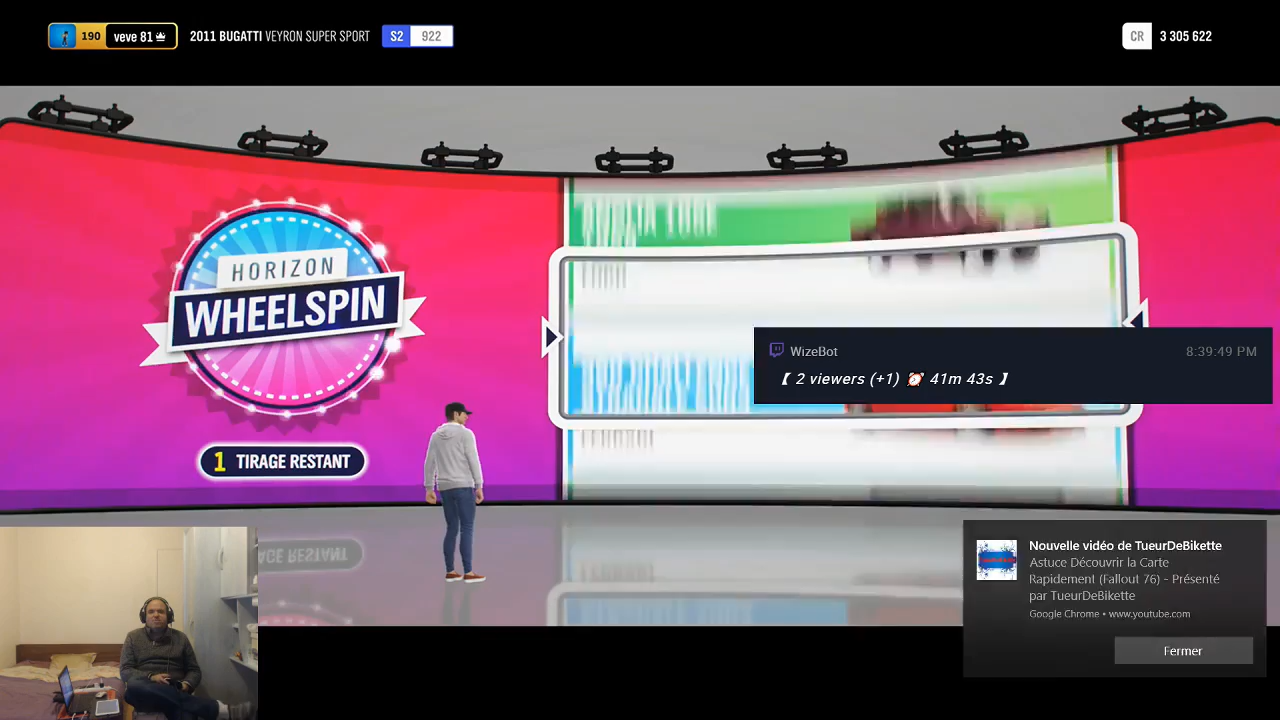 190 veve 81
2011 BUGATTI VEYRON SUPER SPORT
S2 922
CR 3 305 622
HORIZON
WHEELSPIN
1 TIRAGE RESTANT
WizeBot 8:39:49 PM
【 2 viewers (+1) ⏰ 41m 43s 】
Nouvelle vidéo de TueurDeBikette
Astuce Découvrir la Carte
Rapidement (Fallout 76) - Présenté
par TueurDeBikette
Google Chrome • www.youtube.com
Fermer